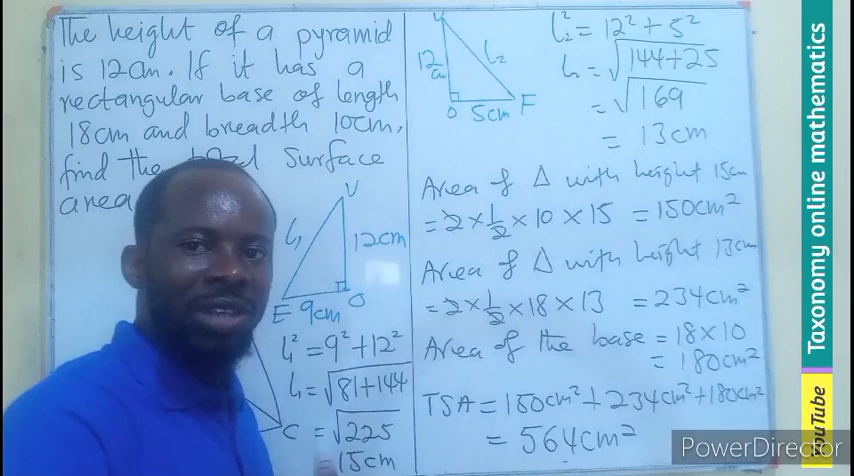 The height of a pyramid
is 12cm. If it has a
rectangular base of length
18cm and breadth 10cm,
find the total surface
area
V
l₁
12cm
E 9cm O
l₁² = 9² + 12²
l₁ = √81+144
C = √225
= 15cm
V
12cm
l₂
O 5cm F
l₂² = 12² + 5²
l₂ = √144+25
= √169
= 13cm
Area of Δ with height 15cm
= 2 × 1/2 × 10 × 15 = 150cm²
Area of Δ with height 13cm
= 2 × 1/2 × 18 × 13 = 234cm²
Area of the base = 18 × 10
= 180cm²
TSA = 150cm² + 234cm² + 180cm²
= 564cm²
Taxonomy online mathematics
YouTube
PowerDirector